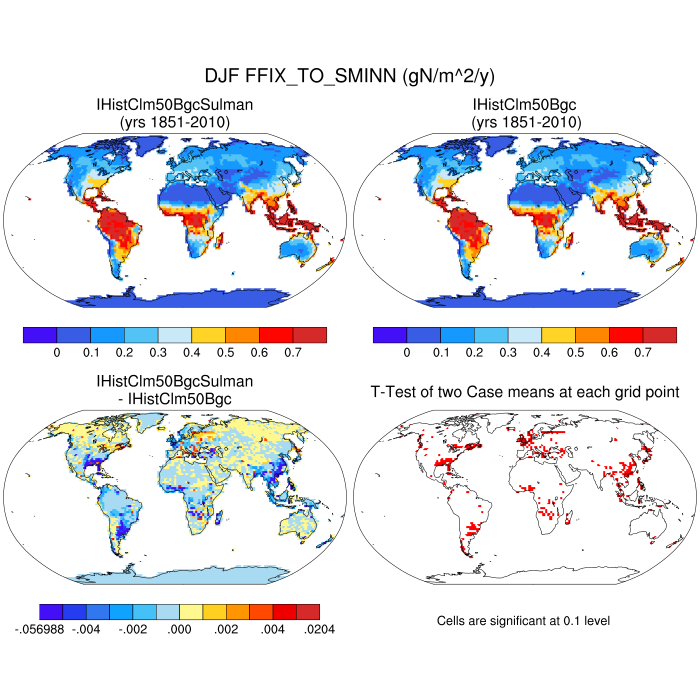 DJF FFIX_TO_SMINN (gN/m^2/y)
IHistClm50BgcSulman
(yrs 1851-2010)
IHistClm50Bgc
(yrs 1851-2010)
0 0.1 0.2 0.3 0.4 0.5 0.6 0.7
0 0.1 0.2 0.3 0.4 0.5 0.6 0.7
IHistClm50BgcSulman
- IHistClm50Bgc
T-Test of two Case means at each grid point
-.056988 -.004 -.002 .000 .002 .004 .0204
Cells are significant at 0.1 level